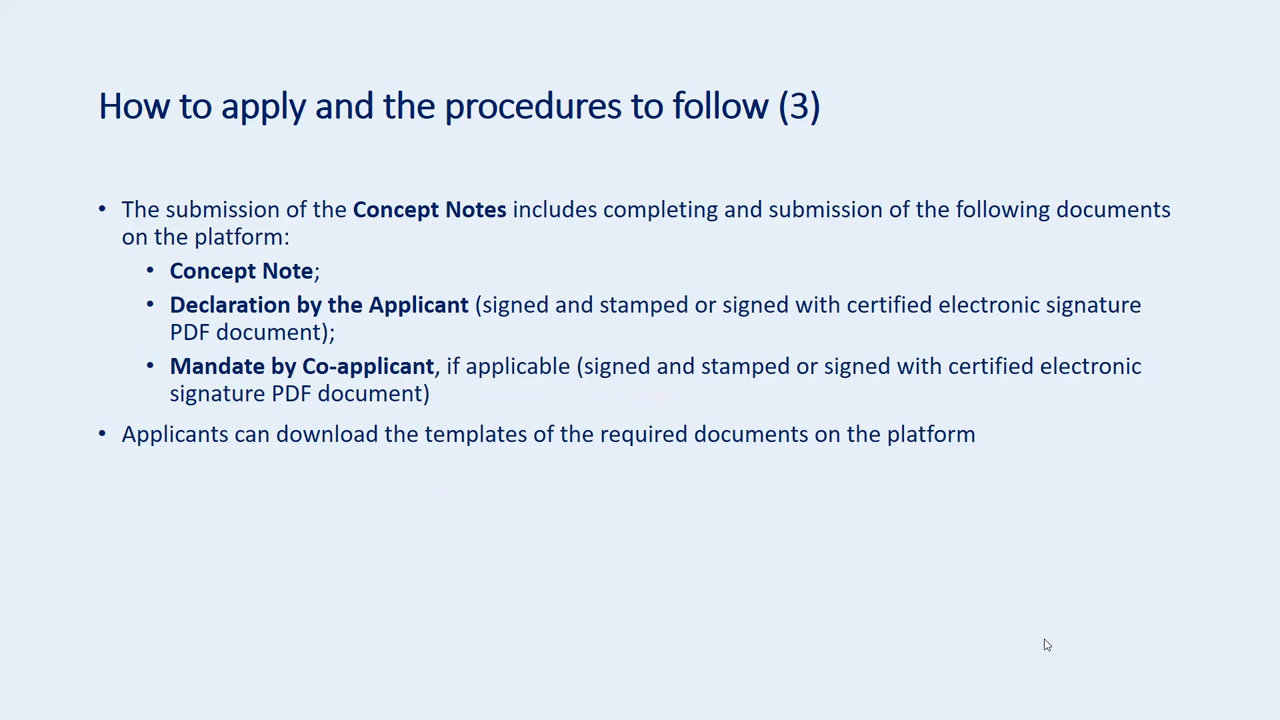 How to apply and the procedures to follow (3)
• The submission of the Concept Notes includes completing and submission of the following documents
on the platform:
• Concept Note;
• Declaration by the Applicant (signed and stamped or signed with certified electronic signature
PDF document);
• Mandate by Co-applicant, if applicable (signed and stamped or signed with certified electronic
signature PDF document)
• Applicants can download the templates of the required documents on the platform